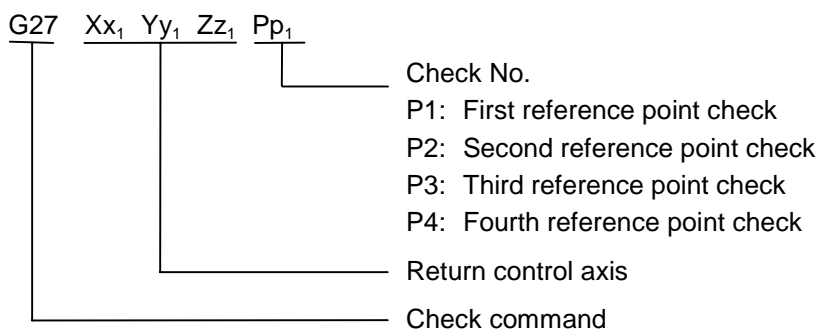 G27 Xx₁ Yy₁ Zz₁ Pp₁
Check No.
P1: First reference point check
P2: Second reference point check
P3: Third reference point check
P4: Fourth reference point check
Return control axis
Check command